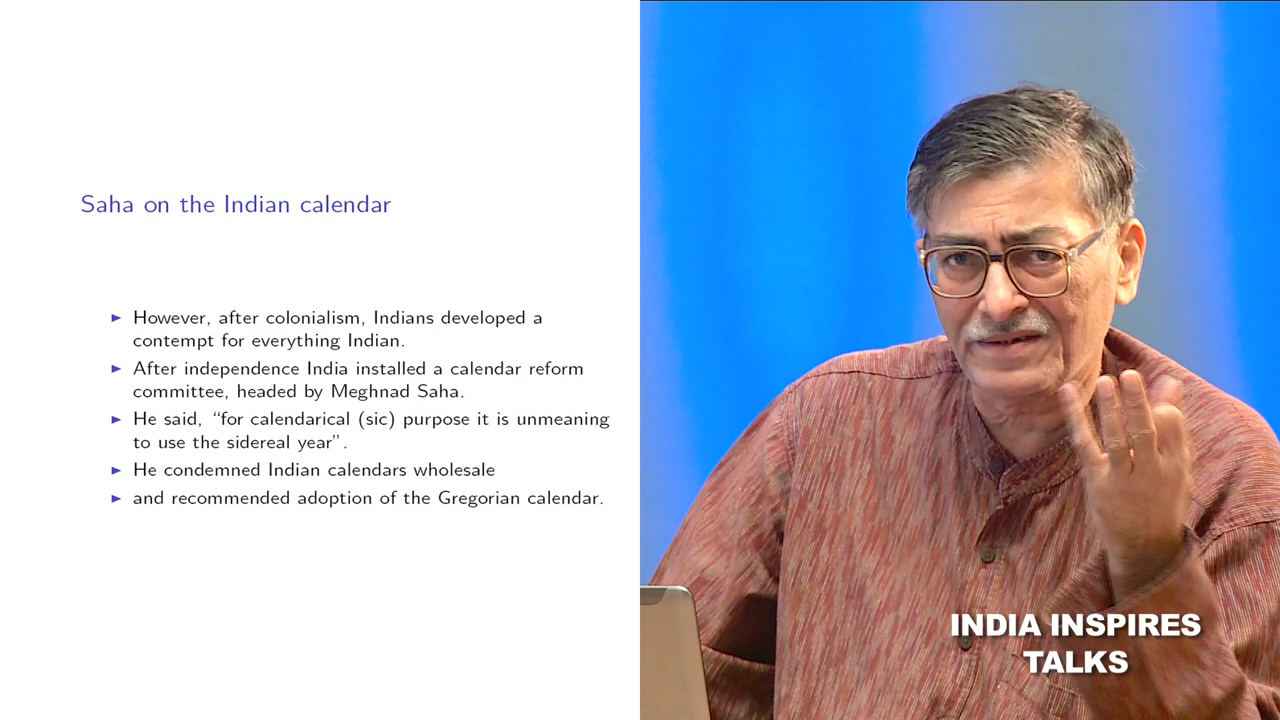 Saha on the Indian calendar
► However, after colonialism, Indians developed a
contempt for everything Indian.
► After independence India installed a calendar reform
committee, headed by Meghnad Saha.
► He said, “for calendarical (sic) purpose it is unmeaning
to use the sidereal year”.
► He condemned Indian calendars wholesale
► and recommended adoption of the Gregorian calendar.
INDIA INSPIRES
TALKS